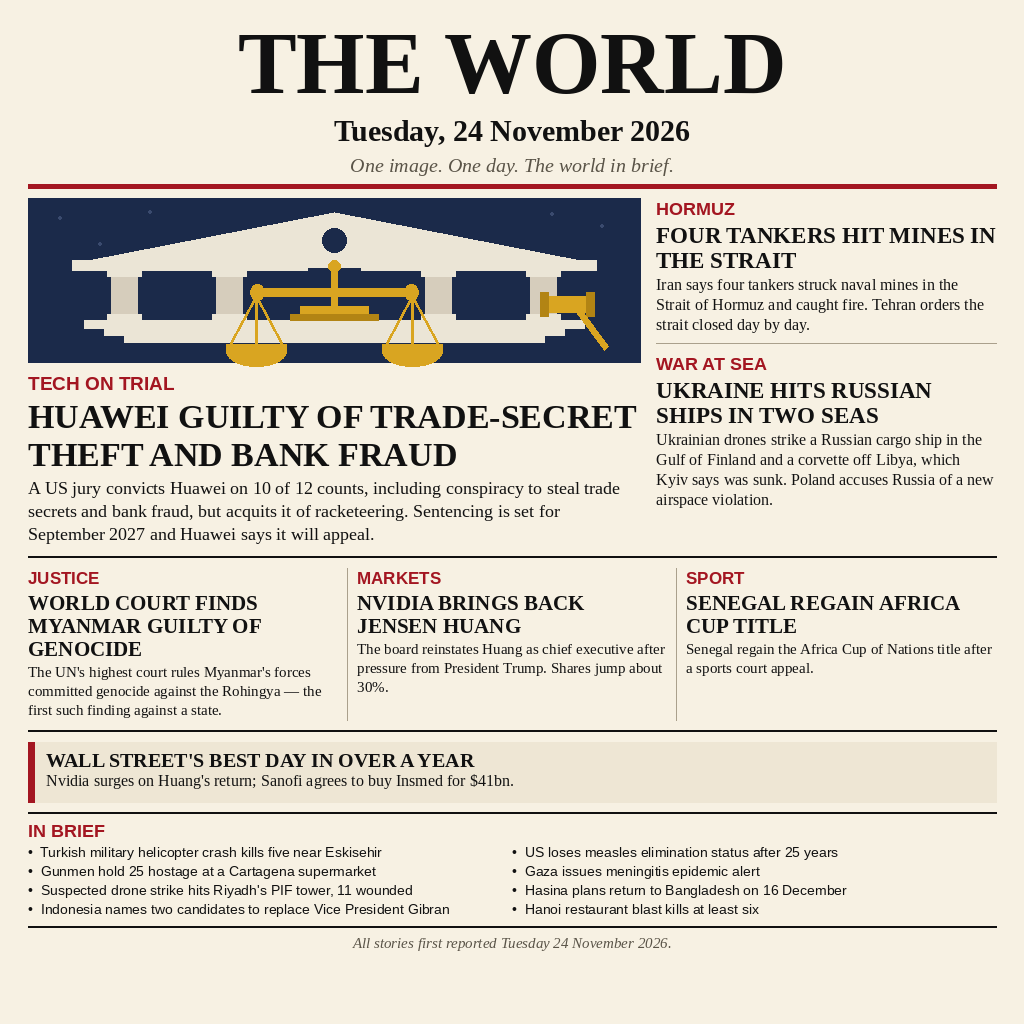 THE WORLD
Tuesday, 24 November 2026
One image. One day. The world in brief.
TECH ON TRIAL
HUAWEI GUILTY OF TRADE-SECRET
THEFT AND BANK FRAUD
A US jury convicts Huawei on 10 of 12 counts, including conspiracy to steal trade
secrets and bank fraud, but acquits it of racketeering. Sentencing is set for
September 2027 and Huawei says it will appeal.
HORMUZ
FOUR TANKERS HIT MINES IN
THE STRAIT
Iran says four tankers struck naval mines in the
Strait of Hormuz and caught fire. Tehran orders the
strait closed day by day.
WAR AT SEA
UKRAINE HITS RUSSIAN
SHIPS IN TWO SEAS
Ukrainian drones strike a Russian cargo ship in the
Gulf of Finland and a corvette off Libya, which
Kyiv says was sunk. Poland accuses Russia of a new
airspace violation.
JUSTICE
WORLD COURT FINDS
MYANMAR GUILTY OF
GENOCIDE
The UN's highest court rules Myanmar's forces
committed genocide against the Rohingya — the
first such finding against a state.
MARKETS
NVIDIA BRINGS BACK
JENSEN HUANG
The board reinstates Huang as chief executive after
pressure from President Trump. Shares jump about
30%.
SPORT
SENEGAL REGAIN AFRICA
CUP TITLE
Senegal regain the Africa Cup of Nations title after
a sports court appeal.
WALL STREET'S BEST DAY IN OVER A YEAR
Nvidia surges on Huang's return; Sanofi agrees to buy Insmed for $41bn.
IN BRIEF
• Turkish military helicopter crash kills five near Eskisehir
• Gunmen hold 25 hostage at a Cartagena supermarket
• Suspected drone strike hits Riyadh's PIF tower, 11 wounded
• Indonesia names two candidates to replace Vice President Gibran
• US loses measles elimination status after 25 years
• Gaza issues meningitis epidemic alert
• Hasina plans return to Bangladesh on 16 December
• Hanoi restaurant blast kills at least six
All stories first reported Tuesday 24 November 2026.